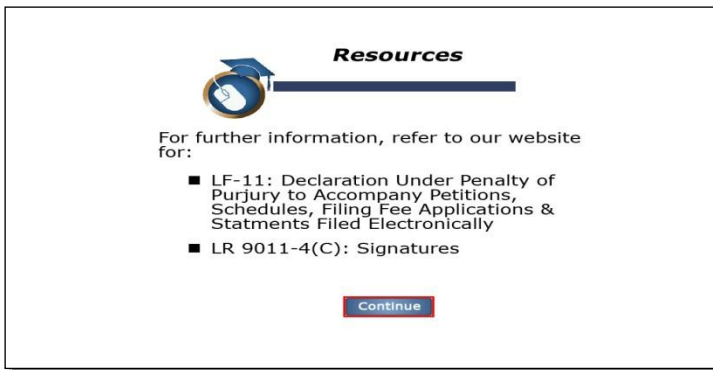 Resources
For further information, refer to our website
for:
■ LF-11: Declaration Under Penalty of
Purjury to Accompany Petitions,
Schedules, Filing Fee Applications &
Statments Filed Electronically
■ LR 9011-4(C): Signatures
Continue